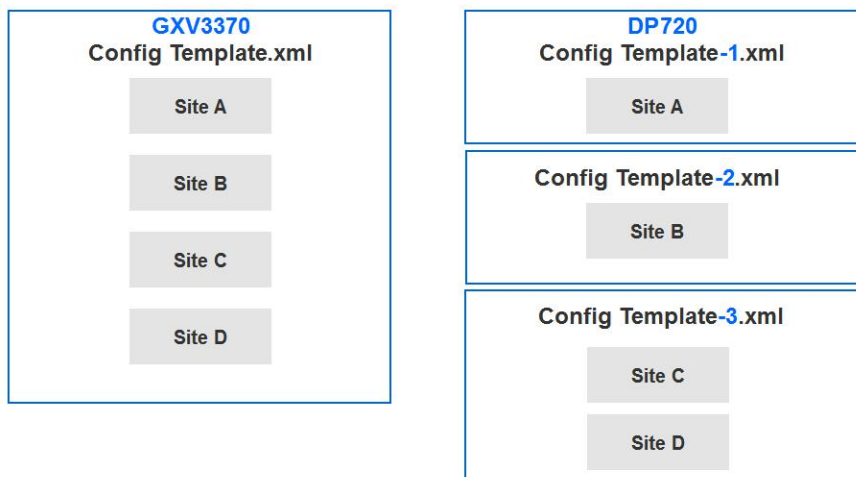 GXV3370
Config Template.xml
Site A
Site B
Site C
Site D
DP720
Config Template-1.xml
Site A
Config Template-2.xml
Site B
Config Template-3.xml
Site C
Site D